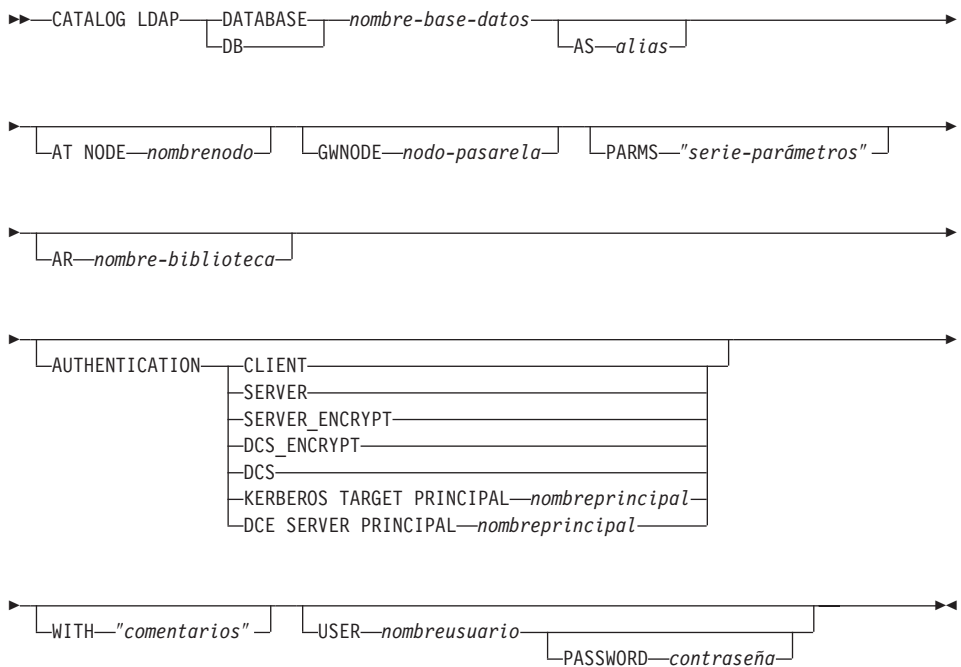 CATALOG LDAP DATABASE nombre-base-datos
DB AS alias
AT NODE nombrenodo GWNODE nodo-pasarela PARMS "serie-parámetros"
AR nombre-biblioteca
AUTHENTICATION CLIENT
SERVER
SERVER_ENCRYPT
DCS_ENCRYPT
DCS
KERBEROS TARGET PRINCIPAL nombreprincipal
DCE SERVER PRINCIPAL nombreprincipal
WITH "comentarios" USER nombreusuario
PASSWORD contraseña